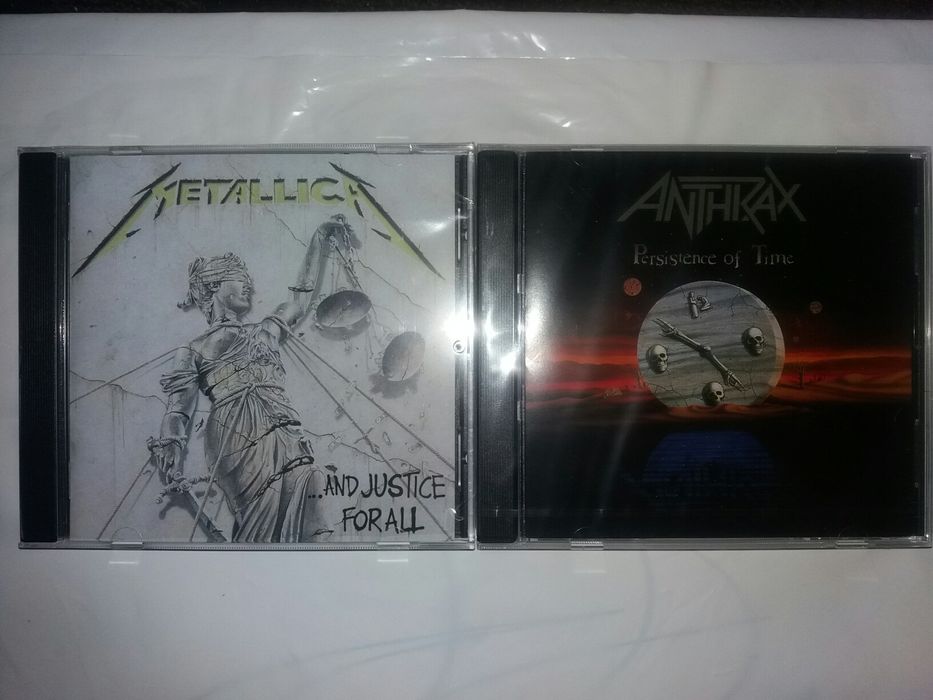 METALLICA
...AND JUSTICE
FOR ALL
ANTHRAX
Persistence of Time
12